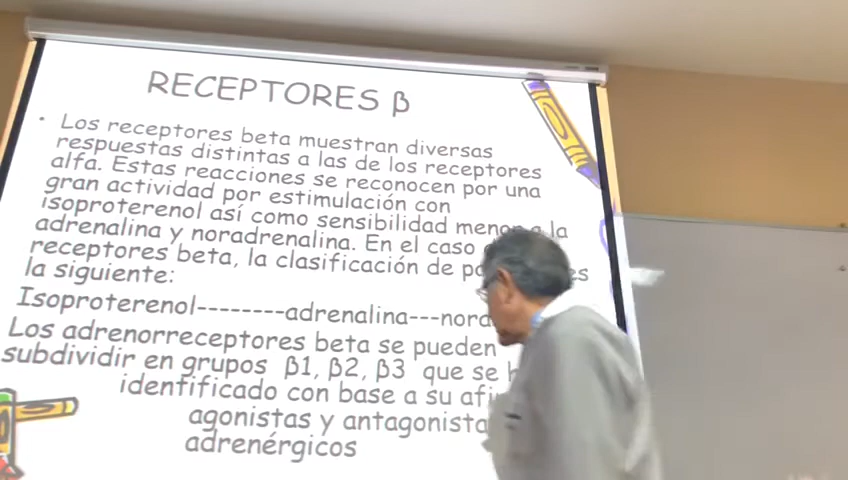 RECEPTORES β
• Los receptores beta muestran diversas
respuestas distintas a las de los receptores
alfa. Estas reacciones se reconocen por una
gran actividad por estimulación con
isoproterenol así como sensibilidad menor a la
adrenalina y noradrenalina. En el caso
receptores beta, la clasificación de
la siguiente:
Isoproterenol--------adrenalina---
Los adrenorreceptores beta se pueden
subdividir en grupos β1, β2, β3 que se
identificado con base a su
agonistas y
adrenérgicos